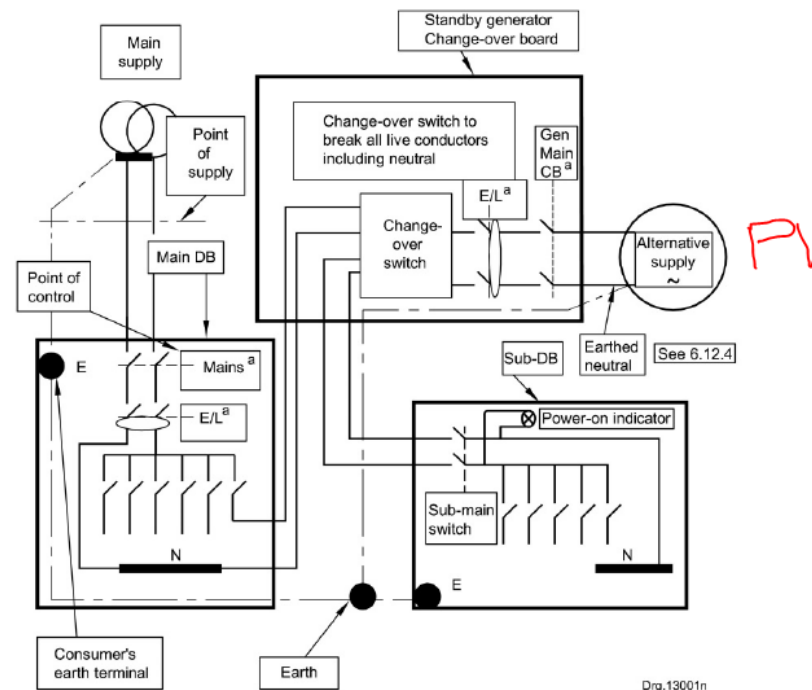 Standby generator
Change-over board
Main
supply
Point
of
supply
Change-over switch to
break all live conductors
including neutral
Gen
Main
CB a
E/L a
Change-
over
switch
Alternative
supply
~
PV
Main DB
Point of
control
Earthed
neutral
See 6.12.4
Sub-DB
E
Mains a
E/L a
Power-on indicator
Sub-main
switch
N
N
E
Consumer's
earth terminal
Earth
Drg.13001n